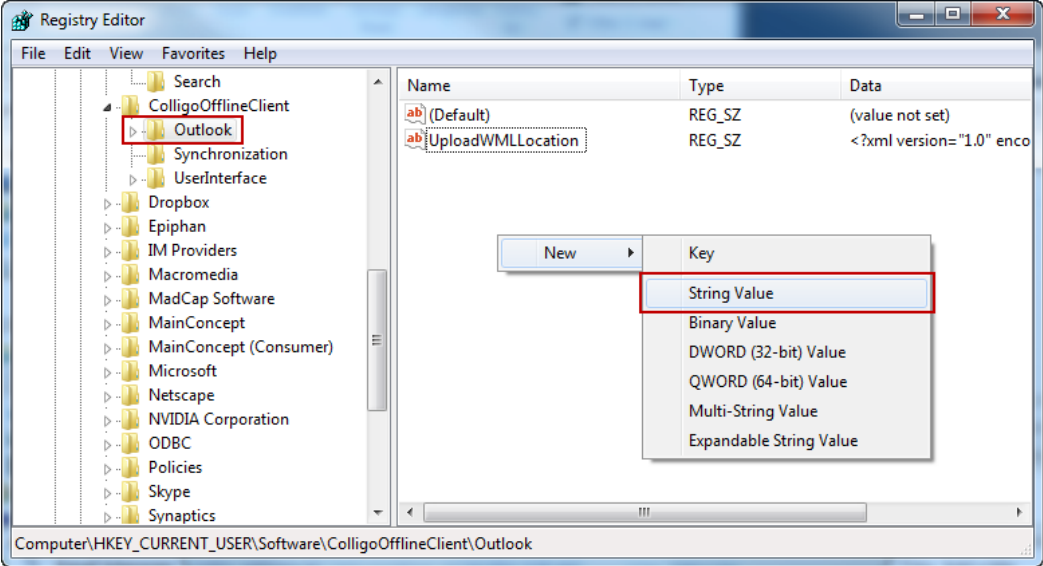 Registry Editor
File Edit View Favorites Help
Search
ColligoOfflineClient
Outlook
Synchronization
UserInterface
Dropbox
Epiphan
IM Providers
Macromedia
MadCap Software
MainConcept
MainConcept (Consumer)
Microsoft
Netscape
NVIDIA Corporation
ODBC
Policies
Skype
Synaptics
Name Type Data
ab (Default) REG_SZ (value not set)
ab UploadWMLLocation REG_SZ <?xml version="1.0" enco
New
Key
String Value
Binary Value
DWORD (32-bit) Value
QWORD (64-bit) Value
Multi-String Value
Expandable String Value
Computer\HKEY_CURRENT_USER\Software\ColligoOfflineClient\Outlook